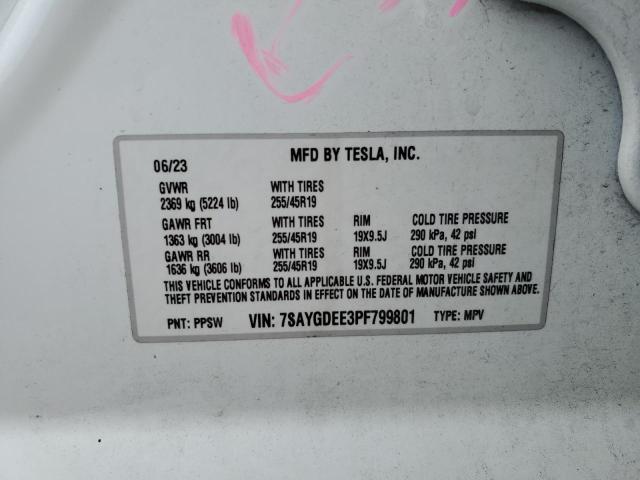 06/23 MFD BY TESLA, INC.
GVWR WITH TIRES
2369 kg (5224 lb) 255/45R19
GAWR FRT WITH TIRES RIM COLD TIRE PRESSURE
1363 kg (3004 lb) 255/45R19 19X9.5J 290 kPa, 42 psi
GAWR RR WITH TIRES RIM COLD TIRE PRESSURE
1636 kg (3606 lb) 255/45R19 19X9.5J 290 kPa, 42 psi
THIS VEHICLE CONFORMS TO ALL APPLICABLE U.S. FEDERAL MOTOR VEHICLE SAFETY AND
THEFT PREVENTION STANDARDS IN EFFECT ON THE DATE OF MANUFACTURE SHOWN ABOVE.
PNT: PPSW VIN: 7SAYGDEE3PF799801 TYPE: MPV